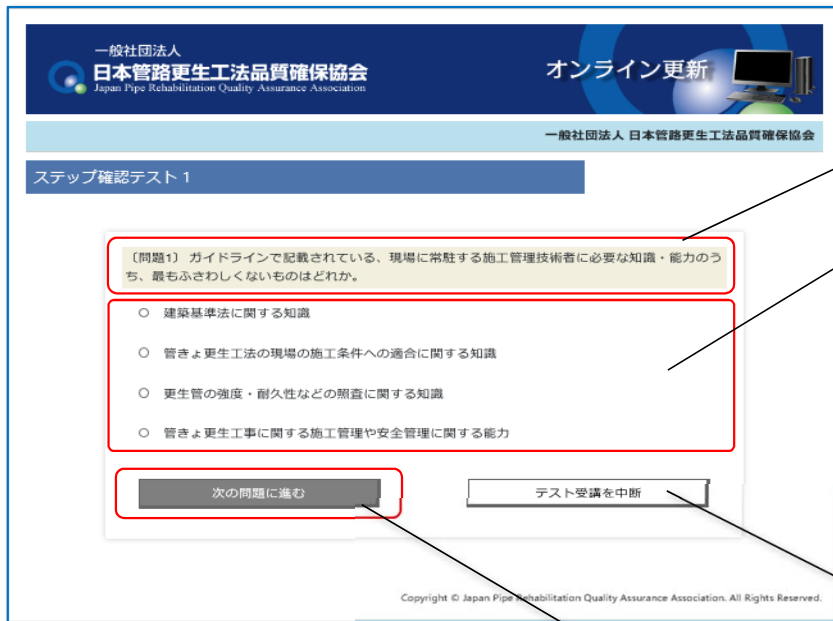 一般社団法人
日本管路更生工法品質確保協会
Japan Pipe Rehabilitation Quality Assurance Association
オンライン更新
一般社団法人 日本管路更生工法品質確保協会
ステップ確認テスト 1
〔問題1〕 ガイドラインで記載されている、現場に常駐する施工管理技術者に必要な知識・能力のう
ち、最もふさわしくないものはどれか。
建築基準法に関する知識
管きょ更生工法の現場の施工条件への適合に関する知識
更生管の強度・耐久性などの照査に関する知識
管きょ更生工事に関する施工管理や安全管理に関する能力
次の問題に進む
テスト受講を中断
Copyright © Japan Pipe Rehabilitation Quality Assurance Association. All Rights Reserved.